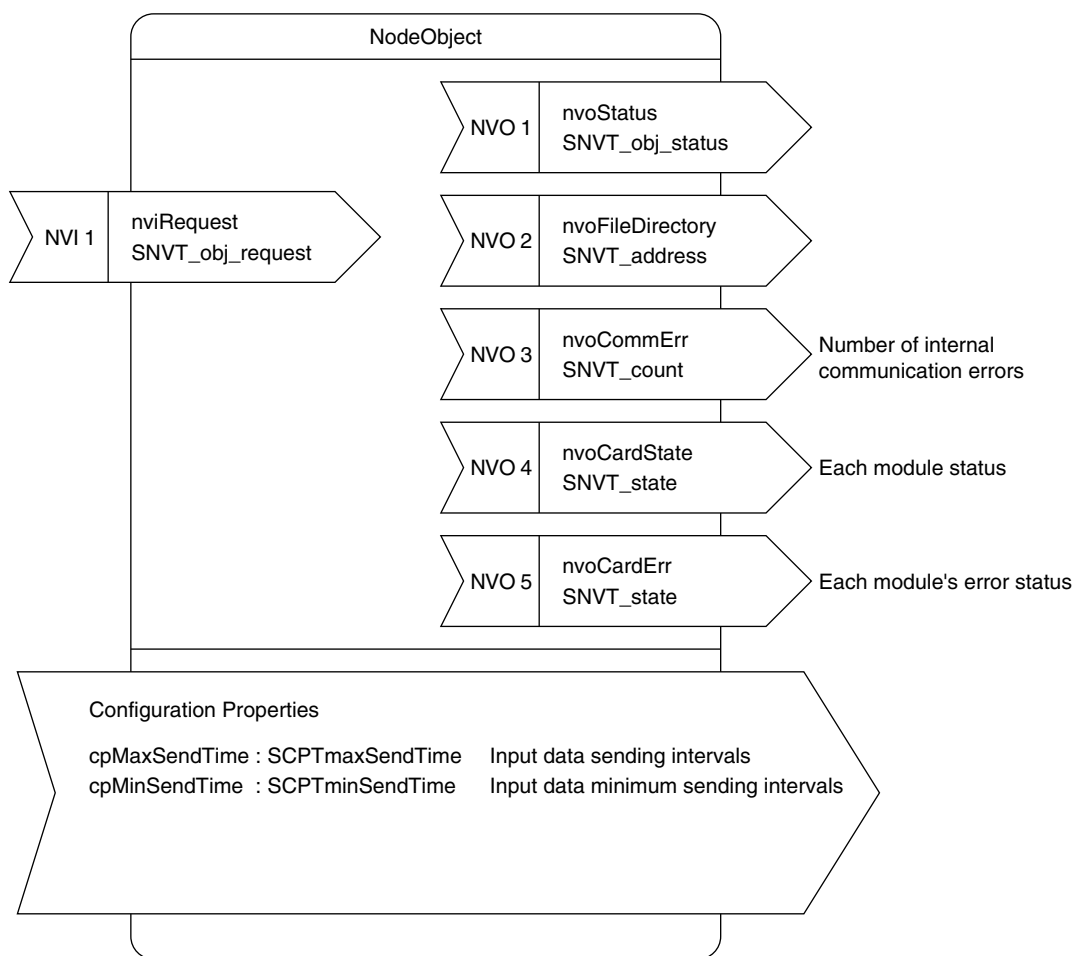 NodeObject
NVO 1
nvoStatus
SNVT_obj_status
NVI 1
nviRequest
SNVT_obj_request
NVO 2
nvoFileDirectory
SNVT_address
NVO 3
nvoCommErr
SNVT_count
Number of internal
communication errors
NVO 4
nvoCardState
SNVT_state
Each module status
NVO 5
nvoCardErr
SNVT_state
Each module's error status
Configuration Properties
cpMaxSendTime : SCPTmaxSendTime Input data sending intervals
cpMinSendTime : SCPTminSendTime Input data minimum sending intervals